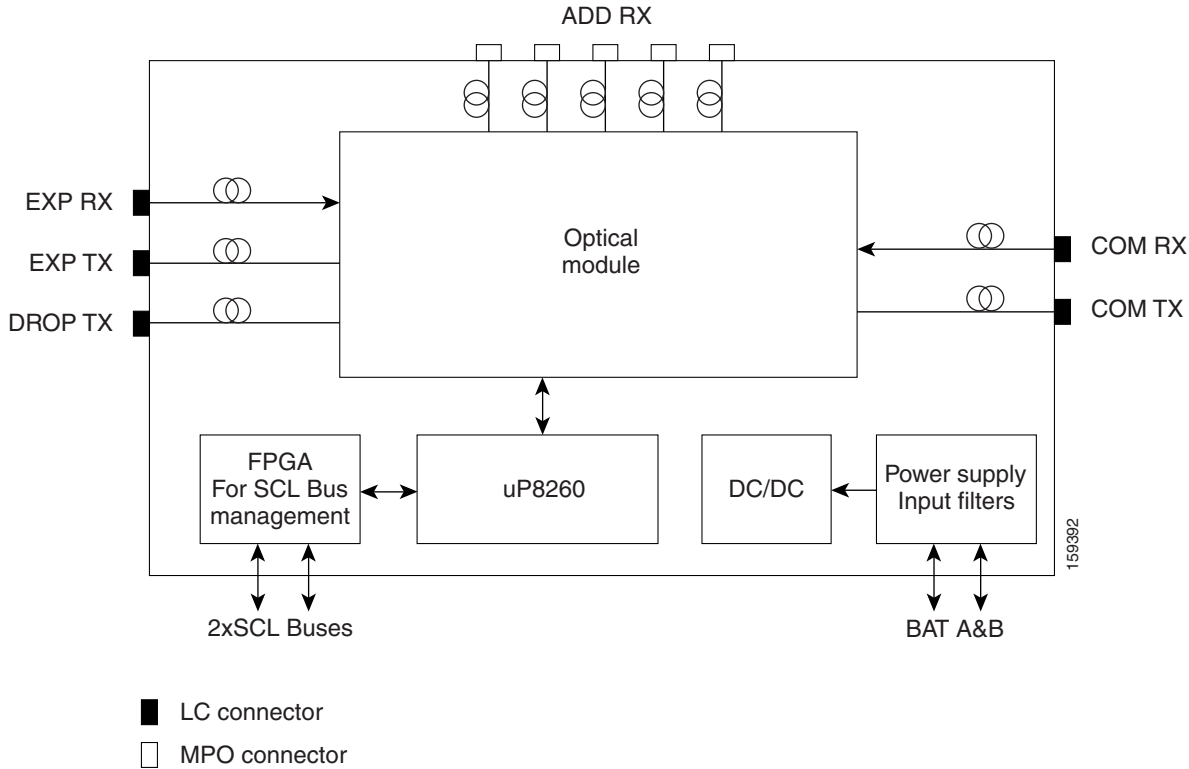 ADD RX
EXP RX
EXP TX
DROP TX
Optical
module
COM RX
COM TX
FPGA
For SCL Bus
management
uP8260
DC/DC
Power supply
Input filters
159392
2xSCL Buses
BAT A&B
LC connector
MPO connector